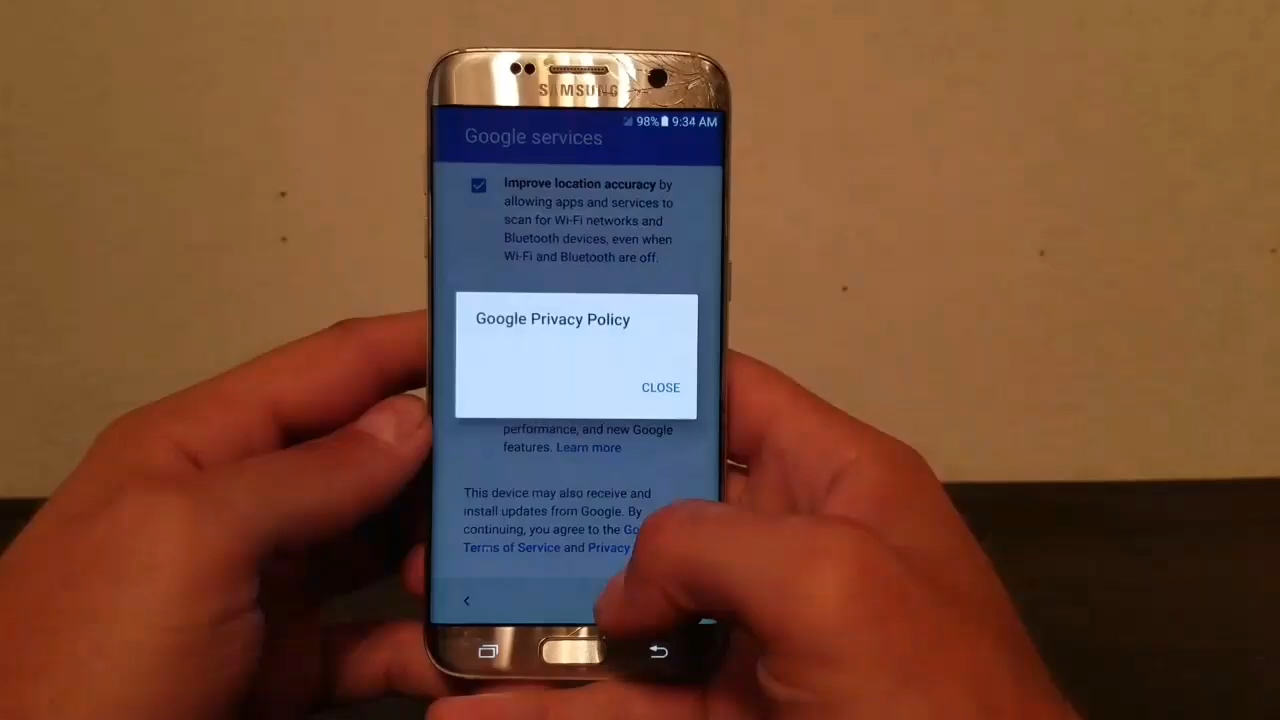 SAMSUNG
98% 9:34 AM
Google services
Improve location accuracy by
allowing apps and services to
scan for Wi-Fi networks and
Bluetooth devices, even when
Wi-Fi and Bluetooth are off.
Google Privacy Policy
CLOSE
performance, and new Google
features. Learn more
This device may also receive and
install updates from Google. By
continuing, you agree to the
Terms of Service and Privacy